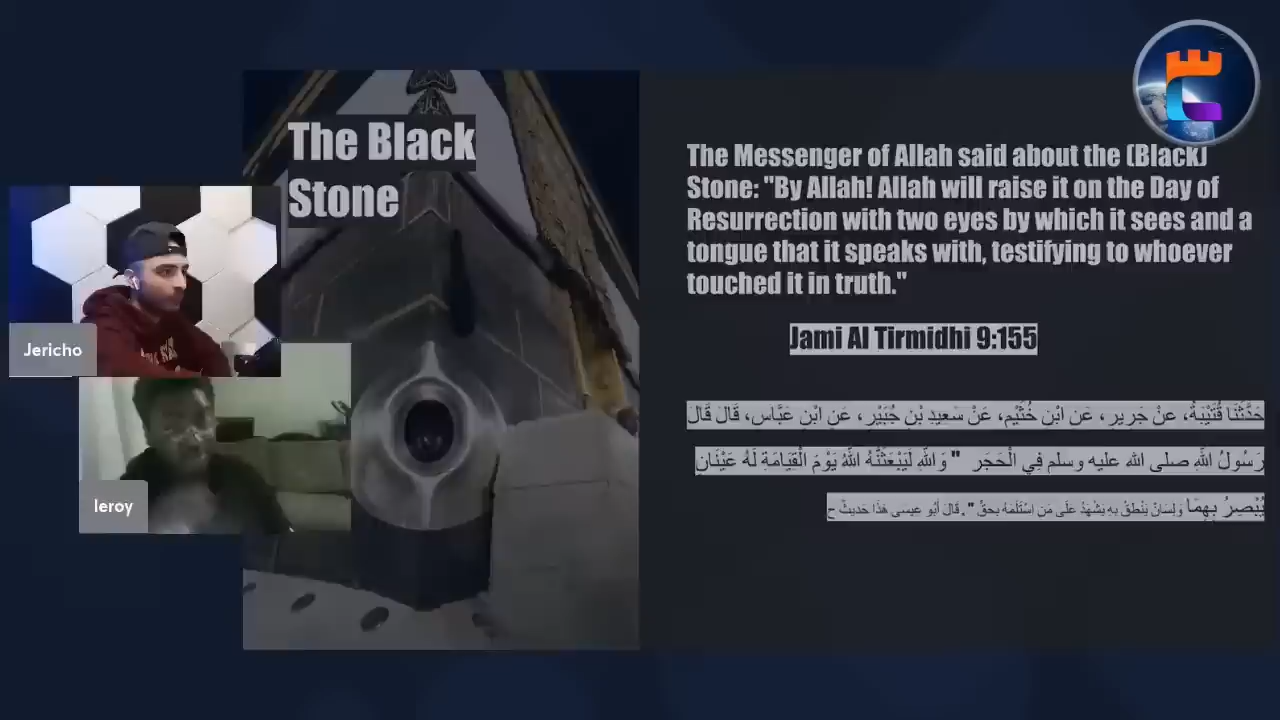 The Black
Stone
Jericho
leroy
The Messenger of Allah said about the (Black)
Stone: "By Allah! Allah will raise it on the Day of
Resurrection with two eyes by which it sees and a
tongue that it speaks with, testifying to whoever
touched it in truth."
Jami Al Tirmidhi 9:155
حَدَّثَنَا قُتَيْبَةُ، عَنْ جَرِيرٍ، عَنِ ابْنِ خُثَيْمٍ، عَنْ سَعِيدِ بْنِ جُبَيْرٍ، عَنِ ابْنِ عَبَّاسٍ، قَالَ قَالَ
رَسُولُ اللَّهِ صلى الله عليه وسلم فِي الْحَجَرِ " وَاللَّهِ لَيَبْعَثَنَّهُ اللَّهُ يَوْمَ الْقِيَامَةِ لَهُ عَيْنَانِ
يُبْصِرُ بِهِمَا وَلِسَانٌ يَنْطِقُ بِهِ يَشْهَدُ عَلَى مَنِ اسْتَلَمَهُ بِحَقٍّ " . قَالَ أَبُو عِيسَى هَذَا حَدِيثٌ ح